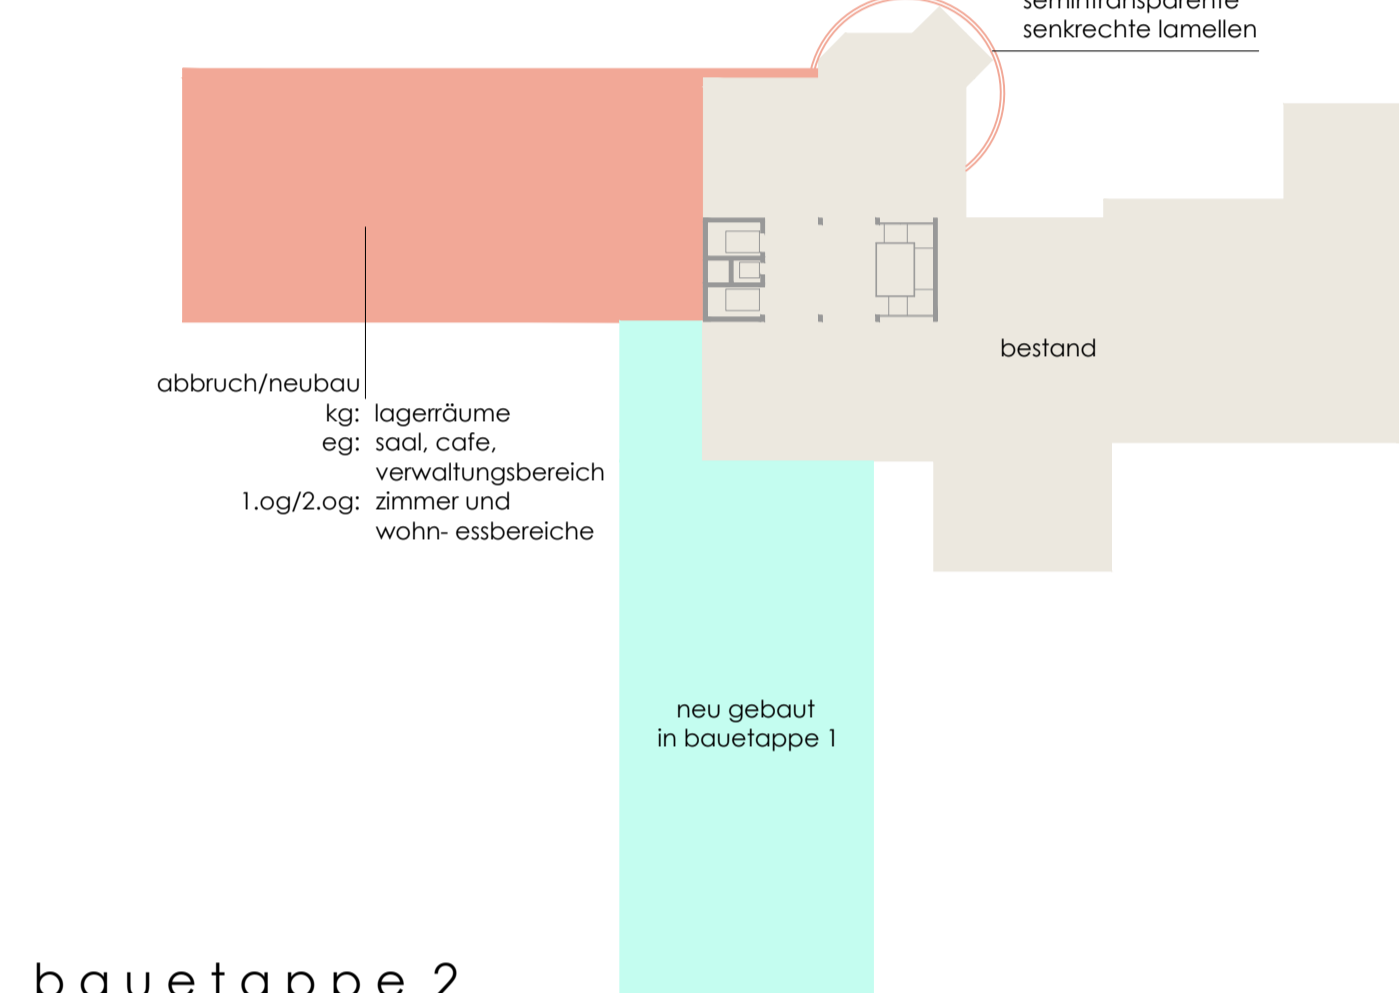 semintransparente
senkrechte lamellen
bestand
abbruch/neubau
kg: lagerräume
eg: saal, cafe,
verwaltungsbereich
1.og/2.og: zimmer und
wohn- essbereiche
neu gebaut
in bauetappe 1
bauetappe 2